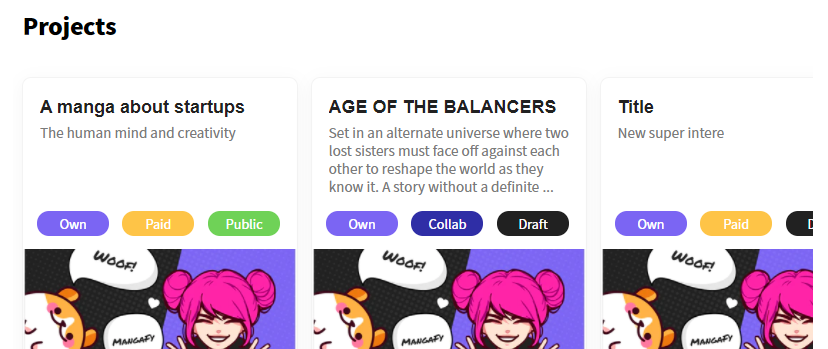 Projects
A manga about startups
The human mind and creativity
Own Paid Public
WOOF!
MANGAFY
AGE OF THE BALANCERS
Set in an alternate universe where two
lost sisters must face off against each
other to reshape the world as they
know it. A story without a definite ...
Own Collab Draft
WOOF!
MANGAFY
Title
New super intere
Own Paid D
WOOF!
MANGAFY